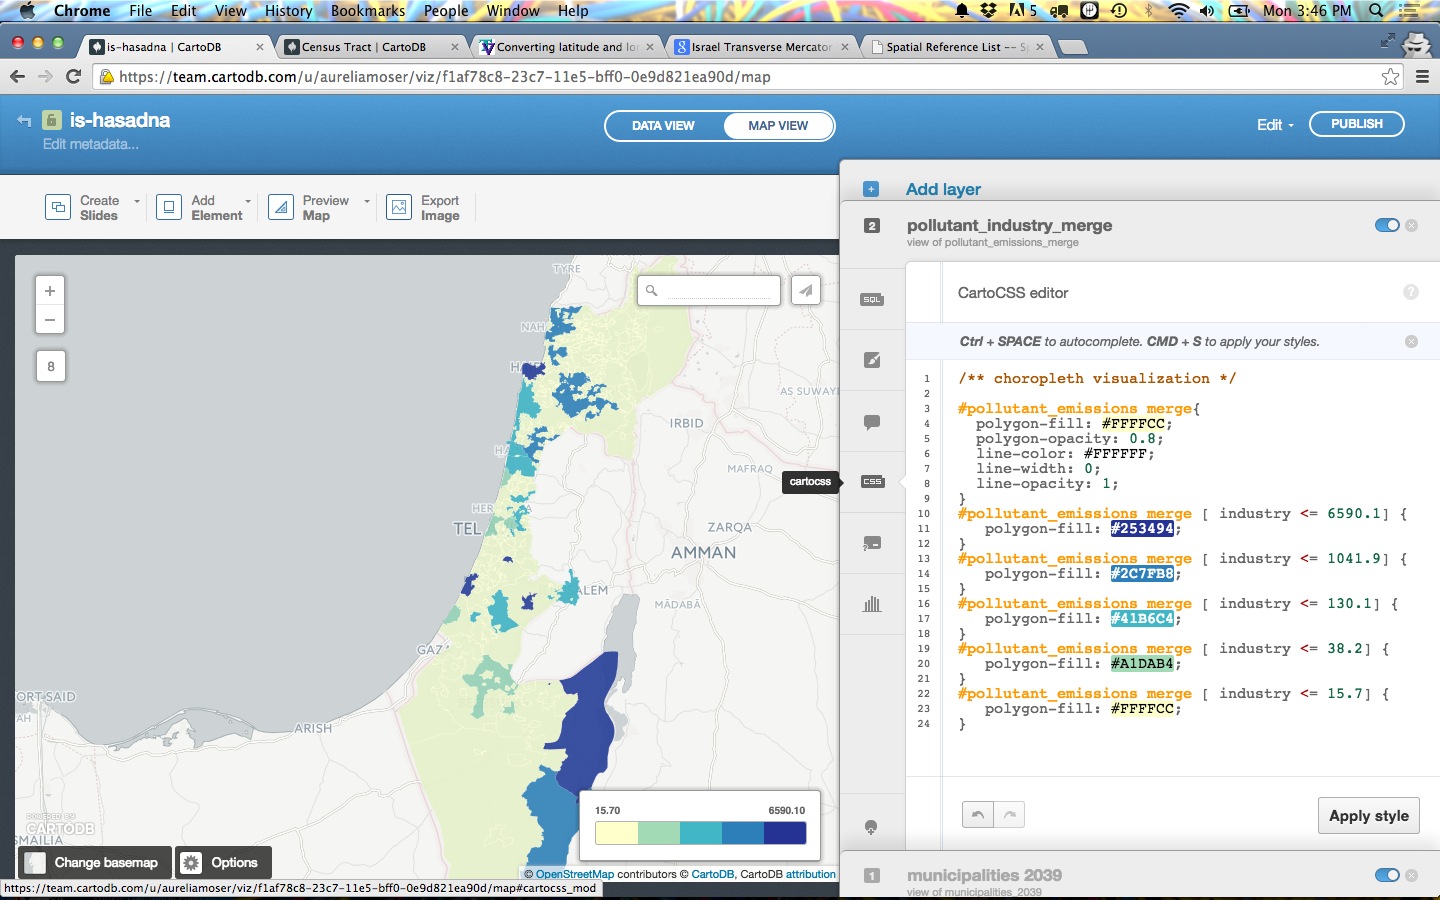 Chrome File Edit View History Bookmarks People Window Help
5
Mon 3:46 PM
is-hasadna | CartoDB
Census Tract | CartoDB
Converting latitude and lon
Israel Transverse Mercator
Spatial Reference List -- S
https://team.cartodb.com/u/aureliamoser/viz/f1af78c8-23c7-11e5-bff0-0e9d821ea90d/map
is-hasadna
Edit metadata...
DATA VIEW
MAP VIEW
Edit
PUBLISH
Create Slides
Add Element
Preview Map
Export Image
Add layer
2
pollutant_industry_merge
view of pollutant_emissions_merge
SQL
CSS
cartocss
CartoCSS editor
?
Ctrl + SPACE to autocomplete. CMD + S to apply your styles.
1 /** choropleth visualization */
2
3 #pollutant_emissions_merge{
4 polygon-fill: #FFFFCC;
5 polygon-opacity: 0.8;
6 line-color: #FFFFFF;
7 line-width: 0;
8 line-opacity: 1;
9 }
10 #pollutant_emissions_merge [ industry <= 6590.1] {
11 polygon-fill: #253494;
12 }
13 #pollutant_emissions_merge [ industry <= 1041.9] {
14 polygon-fill: #2C7FB8;
15 }
16 #pollutant_emissions_merge [ industry <= 130.1] {
17 polygon-fill: #41B6C4;
18 }
19 #pollutant_emissions_merge [ industry <= 38.2] {
20 polygon-fill: #A1DAB4;
21 }
22 #pollutant_emissions_merge [ industry <= 15.7] {
23 polygon-fill: #FFFFCC;
24 }
Apply style
1
municipalities 2039
view of municipalities_2039
+
−
8
TYRE
NAH
HA
IRBID
AS SUWAY
MAFRAQ
HA
HER
TEL
ZARQA
AMMAN
ALEM
MĀDABĀ
GAZ
ORT SAID
AH
ARISH
SMAILIA
POWERED BY
CARTODB
15.70
6590.10
Change basemap
Options
© OpenStreetMap contributors © CartoDB, CartoDB attribution
https://team.cartodb.com/u/aureliamoser/viz/f1af78c8-23c7-11e5-bff0-0e9d821ea90d/map#cartocss_mod